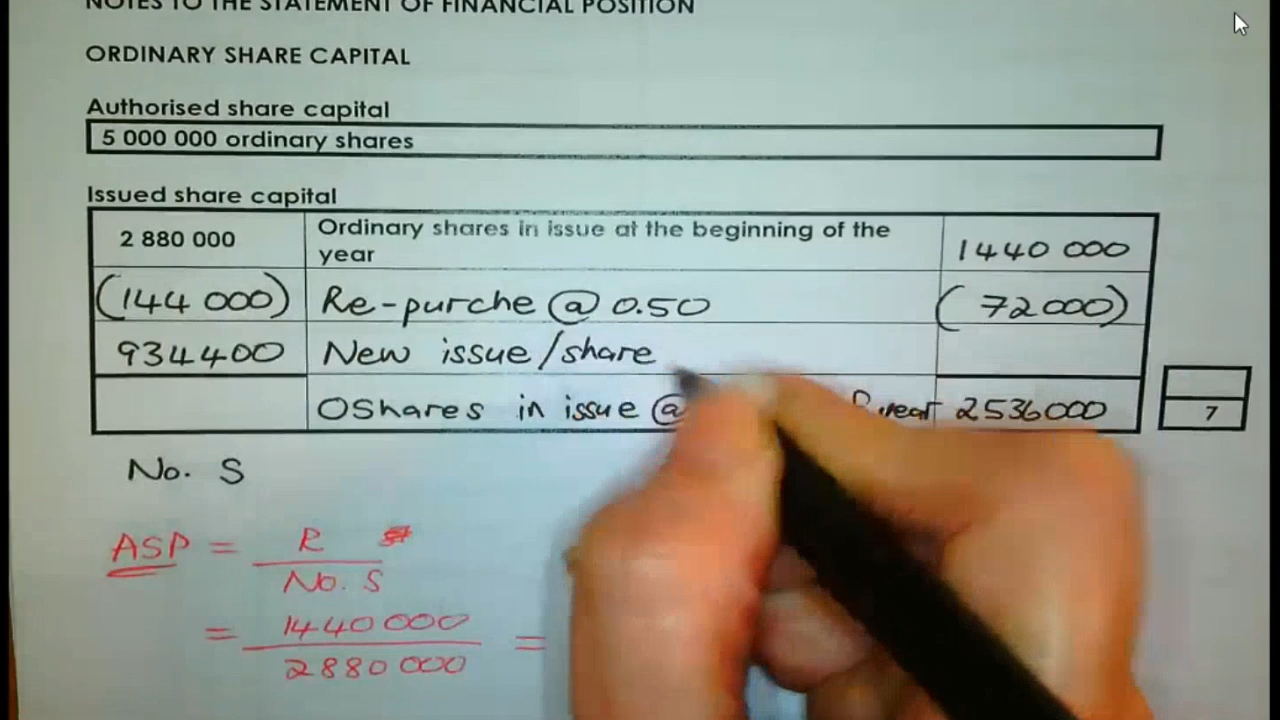 NOTES TO THE STATEMENT OF FINANCIAL POSITION
ORDINARY SHARE CAPITAL
Authorised share capital
5 000 000 ordinary shares
Issued share capital
2 880 000 Ordinary shares in issue at the beginning of the year 1440 000
(144 000) Re-purche @ 0.50 (72000)
934400 New issue/share
OShares in issue @ year 2536000
7
No. S
ASP = R
No. S
= 1440 000 =
2880 000